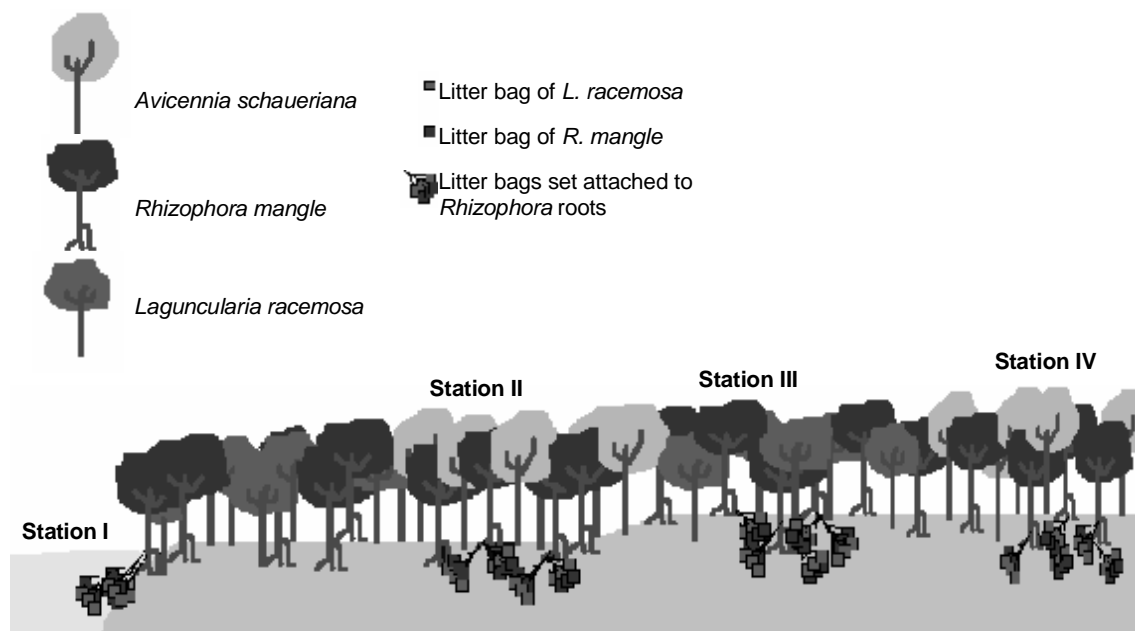 Avicennia schaueriana
Rhizophora mangle
Laguncularia racemosa
Litter bag of L. racemosa
Litter bag of R. mangle
Litter bags set attached to
Rhizophora roots
Station I
Station II
Station III
Station IV